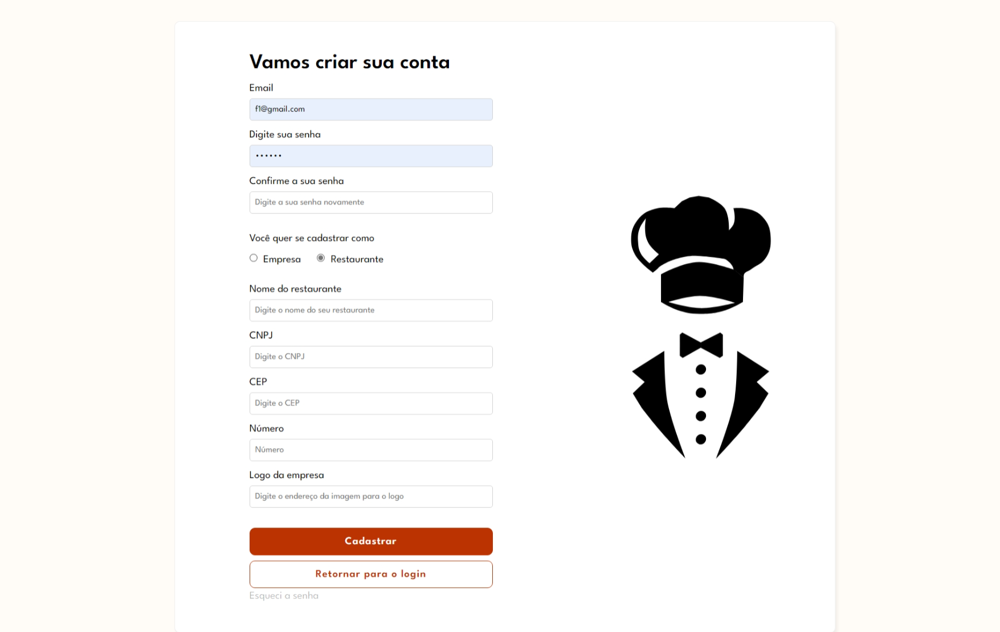 Vamos criar sua conta
Email
f1@gmail.com
Digite sua senha
••••••
Confirme a sua senha
Digite a sua senha novamente
Você quer se cadastrar como
Empresa Restaurante
Nome do restaurante
Digite o nome do seu restaurante
CNPJ
Digite o CNPJ
CEP
Digite o CEP
Número
Número
Logo da empresa
Digite o endereço da imagem para o logo
Cadastrar
Retornar para o login
Esqueci a senha